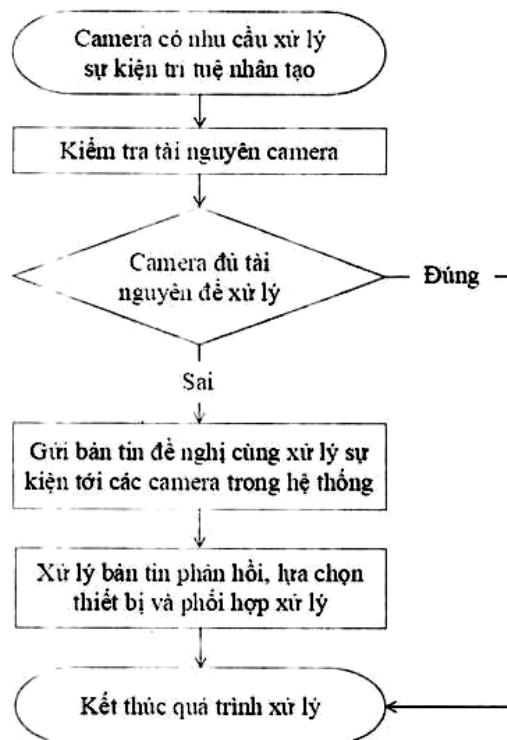 Camera có nhu cầu xử lý
sự kiện trí tuệ nhân tạo
Kiểm tra tài nguyên camera
Camera đủ tài
nguyên để xử lý
Đúng
Sai
Gửi bản tin đề nghị cùng xử lý sự
kiện tới các camera trong hệ thống
Xử lý bản tin phản hồi, lựa chọn
thiết bị và phối hợp xử lý
Kết thúc quá trình xử lý